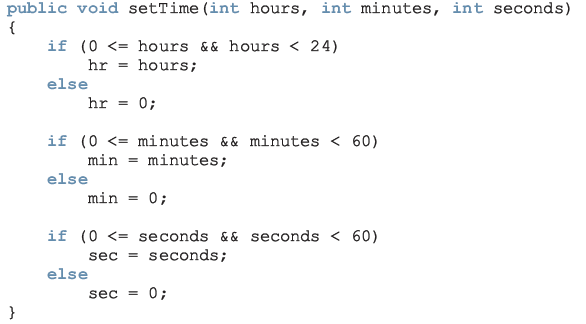 public void setTime(int hours, int minutes, int seconds)
{
    if (0 <= hours && hours < 24)
        hr = hours;
    else
        hr = 0;

    if (0 <= minutes && minutes < 60)
        min = minutes;
    else
        min = 0;

    if (0 <= seconds && seconds < 60)
        sec = seconds;
    else
        sec = 0;
}